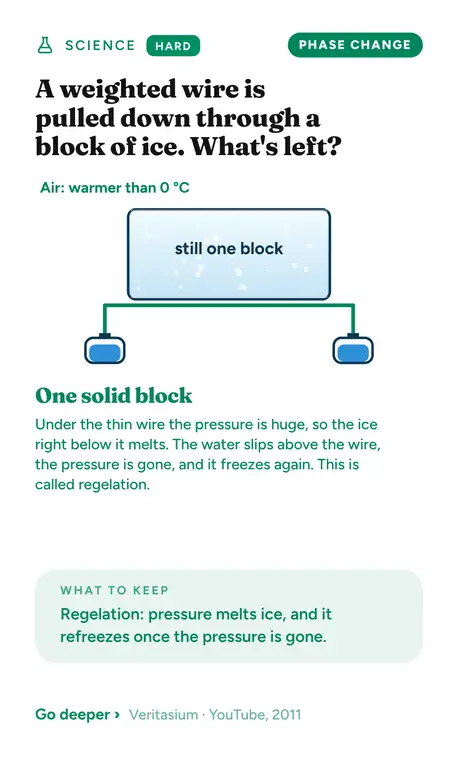 SCIENCE HARD PHASE CHANGE
A weighted wire is
pulled down through a
block of ice. What's left?
Air: warmer than 0 °C
still one block
One solid block
Under the thin wire the pressure is huge, so the ice
right below it melts. The water slips above the wire,
the pressure is gone, and it freezes again. This is
called regelation.
WHAT TO KEEP
Regelation: pressure melts ice, and it
refreezes once the pressure is gone.
Go deeper › Veritasium · YouTube, 2011